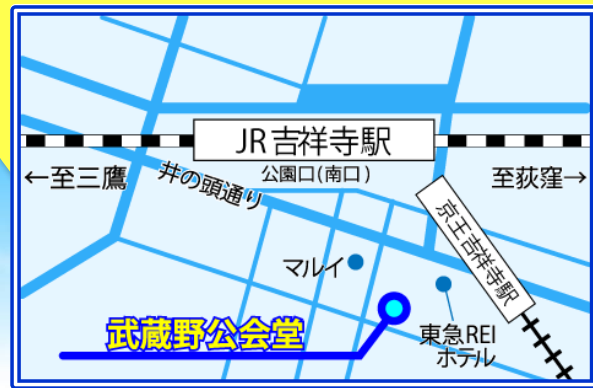 JR吉祥寺駅
公園口(南口)
←至三鷹
至荻窪→
井の頭通り
京王吉祥寺駅
マルイ
東急REI
ホテル
武蔵野公会堂